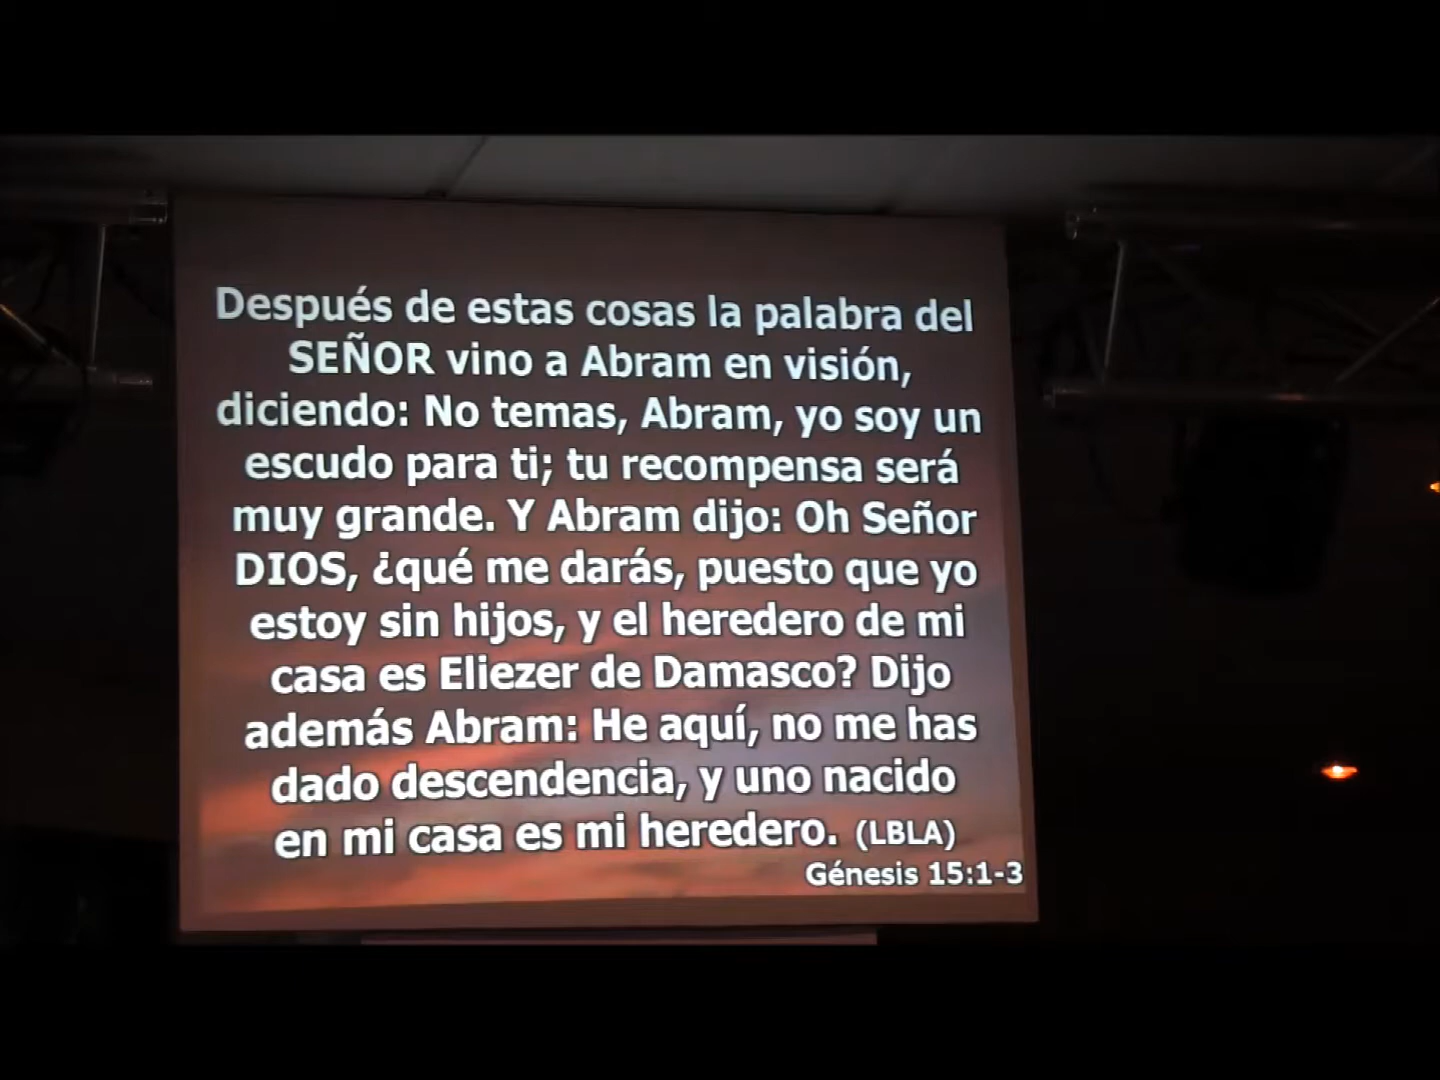 Después de estas cosas la palabra del
SEÑOR vino a Abram en visión,
diciendo: No temas, Abram, yo soy un
escudo para ti; tu recompensa será
muy grande. Y Abram dijo: Oh Señor
DIOS, ¿qué me darás, puesto que yo
estoy sin hijos, y el heredero de mi
casa es Eliezer de Damasco? Dijo
además Abram: He aquí, no me has
dado descendencia, y uno nacido
en mi casa es mi heredero. (LBLA)
Génesis 15:1-3